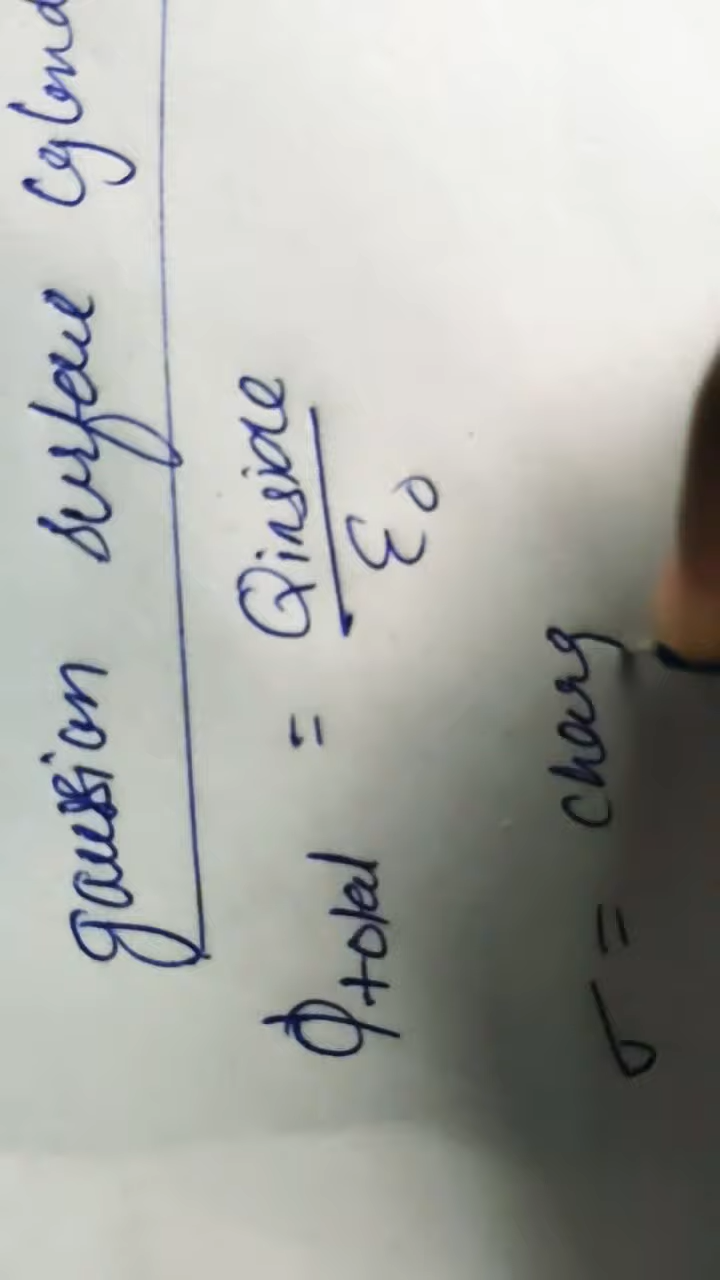 gaussian surface cylind
Φtotal = Qinside / ε0
σ = charg